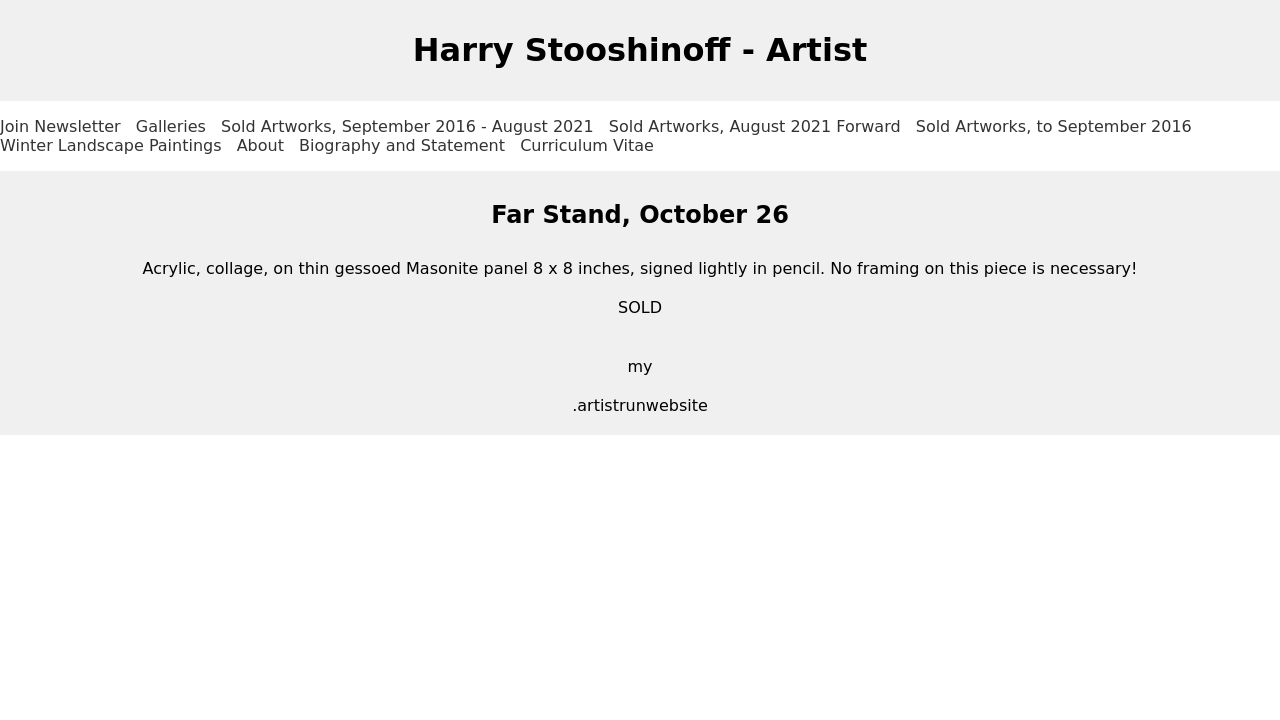 Harry Stooshinoff - Artist
Join Newsletter Galleries Sold Artworks, September 2016 - August 2021 Sold Artworks, August 2021 Forward Sold Artworks, to September 2016
Winter Landscape Paintings About Biography and Statement Curriculum Vitae
Far Stand, October 26
Acrylic, collage, on thin gessoed Masonite panel 8 x 8 inches, signed lightly in pencil. No framing on this piece is necessary!
SOLD
my
.artistrunwebsite